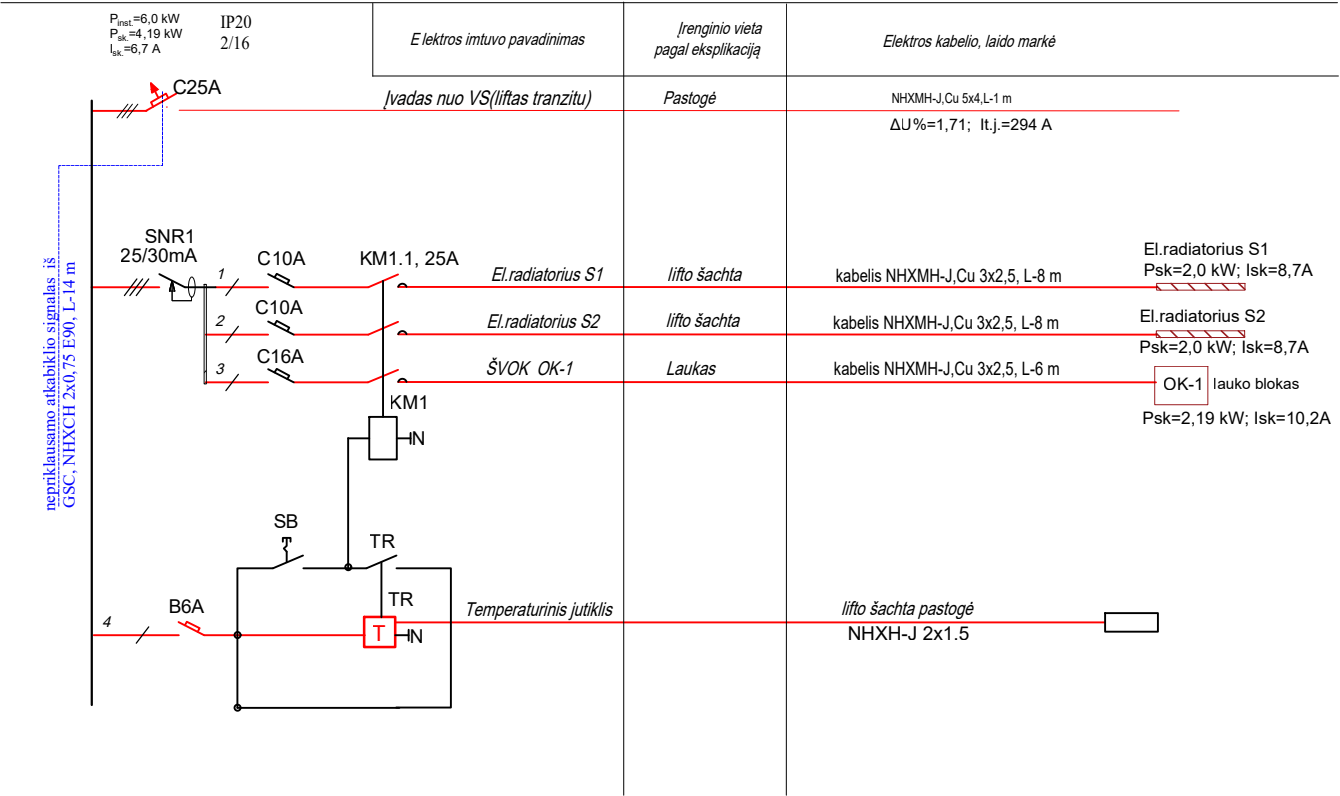 Pinst.=6,0 kW
Psk.=4,19 kW
Isk.=6,7 A
IP20
2/16
E lektros imtuvo pavadinimas
Įrenginio vieta
pagal eksplikaciją
Elektros kabelio, laido markė
C25A
Įvadas nuo VS(liftas tranzitu)
Pastogė
NHXMH-J,Cu 5x4,L-1 m
ΔU%=1,71; It.j.=294 A
nepriklausamo atkabiklio signalas iš
GSC, NHXCH 2x0,75 E90, L-14 m
SNR1
25/30mA
1
C10A
KM1.1, 25A
El.radiatorius S1
lifto šachta
kabelis NHXMH-J,Cu 3x2,5, L-8 m
El.radiatorius S1
Psk=2,0 kW; Isk=8,7A
2
C10A
El.radiatorius S2
lifto šachta
kabelis NHXMH-J,Cu 3x2,5, L-8 m
El.radiatorius S2
Psk=2,0 kW; Isk=8,7A
3
C16A
ŠVOK OK-1
Laukas
kabelis NHXMH-J,Cu 3x2,5, L-6 m
OK-1
lauko blokas
Psk=2,19 kW; Isk=10,2A
KM1
N
SB
TR
4
B6A
TR
T
N
Temperaturinis jutiklis
lifto šachta pastogė
NHXH-J 2x1.5